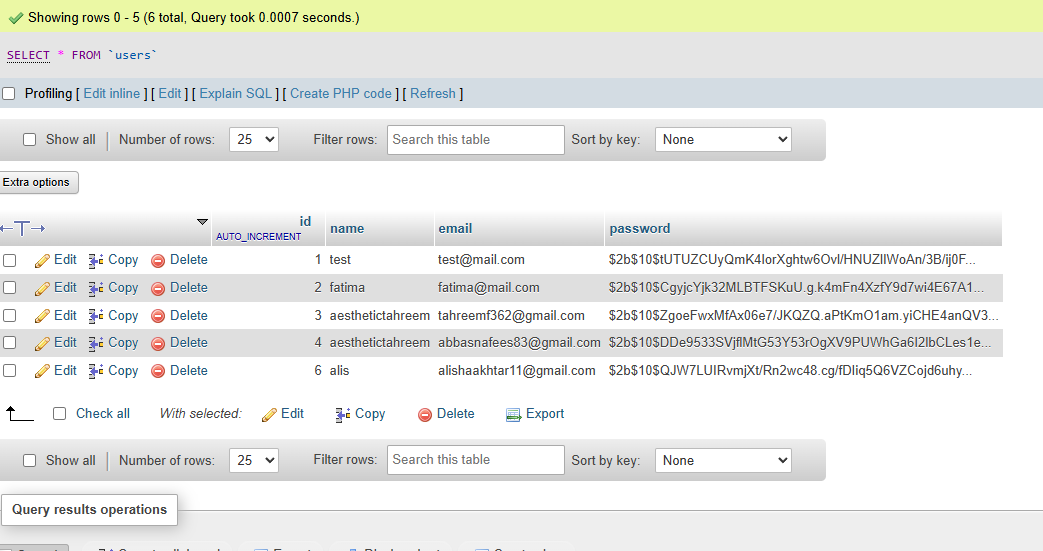 Showing rows 0 - 5 (6 total, Query took 0.0007 seconds.)
SELECT * FROM `users`
Profiling [ Edit inline ] [ Edit ] [ Explain SQL ] [ Create PHP code ] [ Refresh ]
Show all Number of rows: 25 Filter rows: Search this table Sort by key: None
Extra options
id
AUTO_INCREMENT name email password
Edit Copy Delete 1 test test@mail.com $2b$10$tUTUZCUyQmK4IorXghtw6Ovl/HNUZlIWoAn/3B/ij0F...
Edit Copy Delete 2 fatima fatima@mail.com $2b$10$CgyjcYjk32MLBTFSKuU.g.k4mFn4XzfY9d7wi4E67A1...
Edit Copy Delete 3 aesthetictahreem tahreemf362@gmail.com $2b$10$ZgoeFwxMfAx06e7/JKQZQ.aPtKmO1am.yiCHE4anQV3...
Edit Copy Delete 4 aesthetictahreem abbasnafees83@gmail.com $2b$10$DDe9533SVjflMtG53Y53rOgXV9PUWhGa6I2IbCLes1e...
Edit Copy Delete 6 alis alishaakhtar11@gmail.com $2b$10$QJW7LUIRvmjXt/Rn2wc48.cg/fDIiq5Q6VZCojd6uhy...
Check all With selected: Edit Copy Delete Export
Show all Number of rows: 25 Filter rows: Search this table Sort by key: None
Query results operations